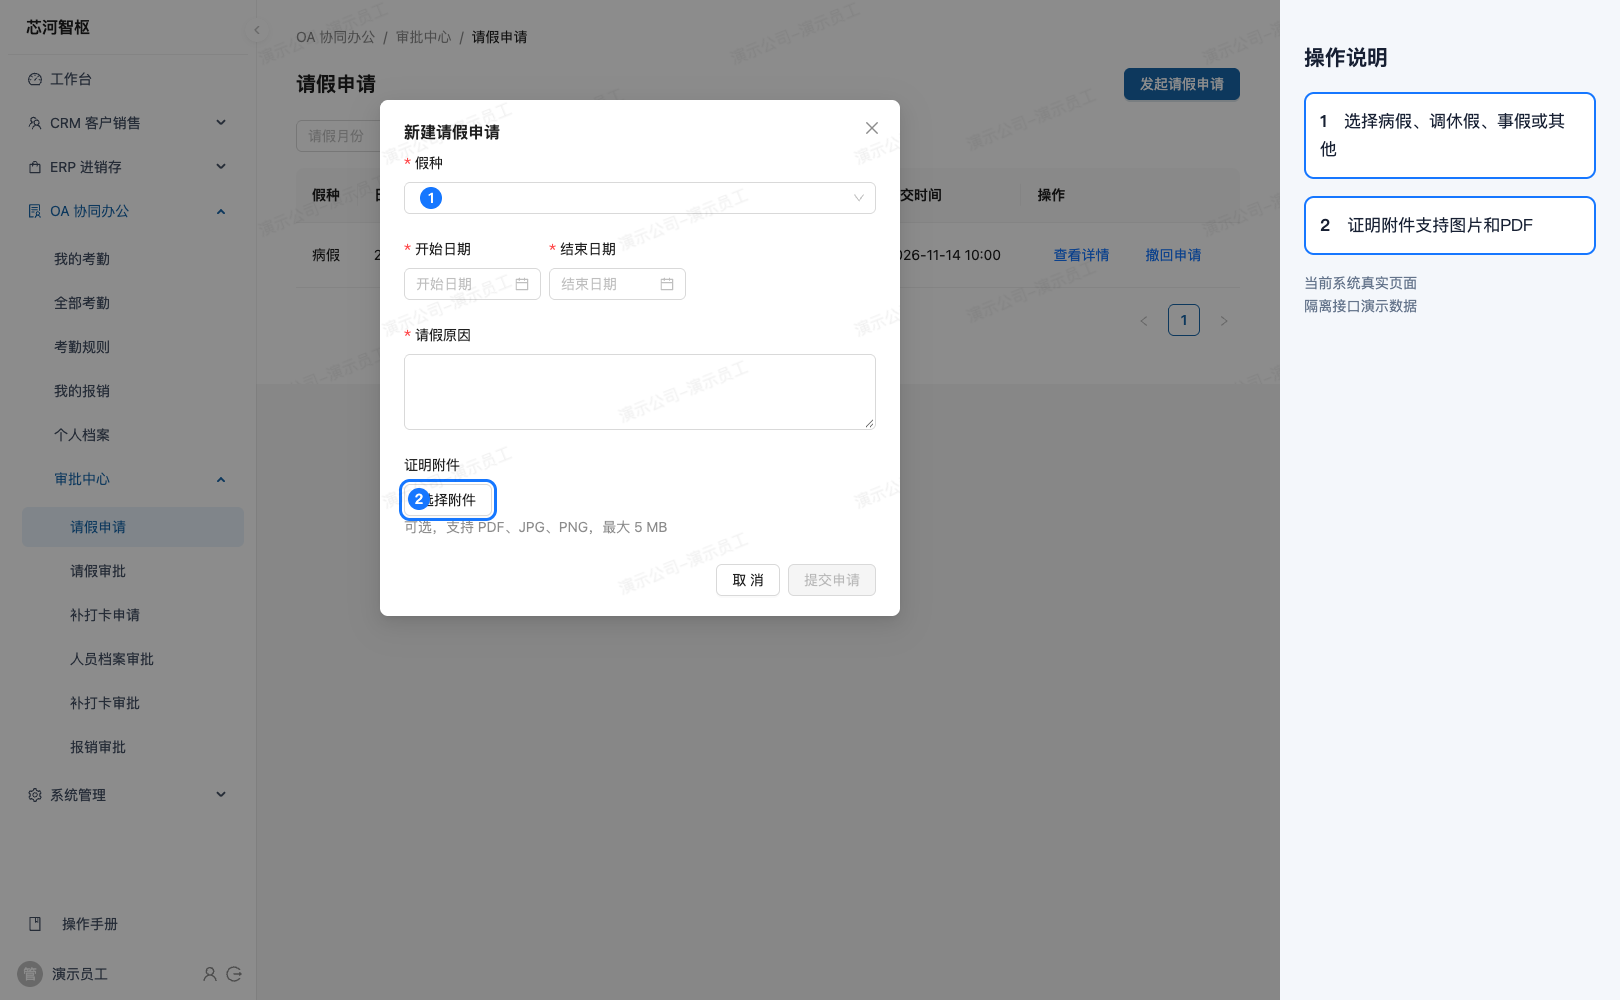 芯河智枢
工作台
CRM 客户销售
ERP 进销存
OA 协同办公
我的考勤
全部考勤
考勤规则
我的报销
个人档案
审批中心
请假申请
请假审批
补打卡申请
人员档案审批
补打卡审批
报销审批
系统管理
操作手册
管 演示员工
OA 协同办公 / 审批中心 / 请假申请
请假申请
发起请假申请
请假月份
假种 交时间 操作
病假 2 026-11-14 10:00 查看详情 撤回申请
1
新建请假申请
* 假种
1
* 开始日期 * 结束日期
开始日期 结束日期
* 请假原因
证明附件
2 选择附件
可选，支持 PDF、JPG、PNG，最大 5 MB
取 消 提交申请
演示公司-演示员工
操作说明
1 选择病假、调休假、事假或其
他
2 证明附件支持图片和PDF
当前系统真实页面
隔离接口演示数据